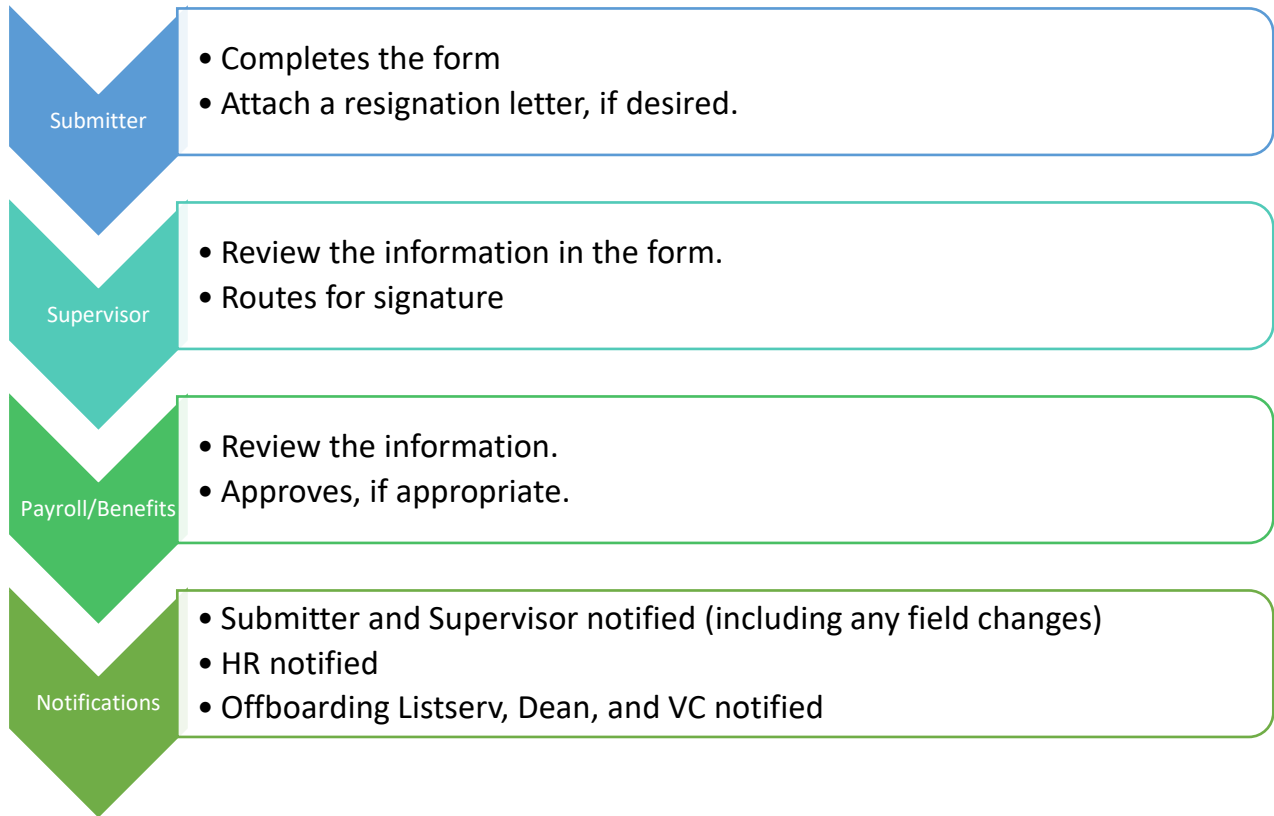 Submitter
• Completes the form
• Attach a resignation letter, if desired.
Supervisor
• Review the information in the form.
• Routes for signature
Payroll/Benefits
• Review the information.
• Approves, if appropriate.
Notifications
• Submitter and Supervisor notified (including any field changes)
• HR notified
• Offboarding Listserv, Dean, and VC notified